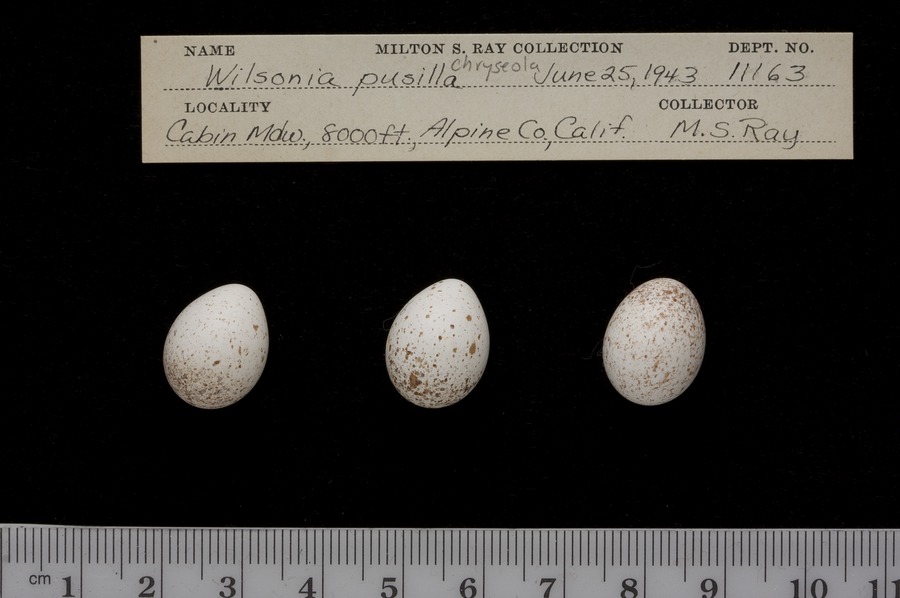 NAME MILTON S. RAY COLLECTION DEPT. NO.
Wilsonia pusilla chryseola June 25, 1943 11163
LOCALITY COLLECTOR
Cabin Mdw., 8000ft., Alpine Co, Calif. M. S. Ray
cm 1 2 3 4 5 6 7 8 9 10 11